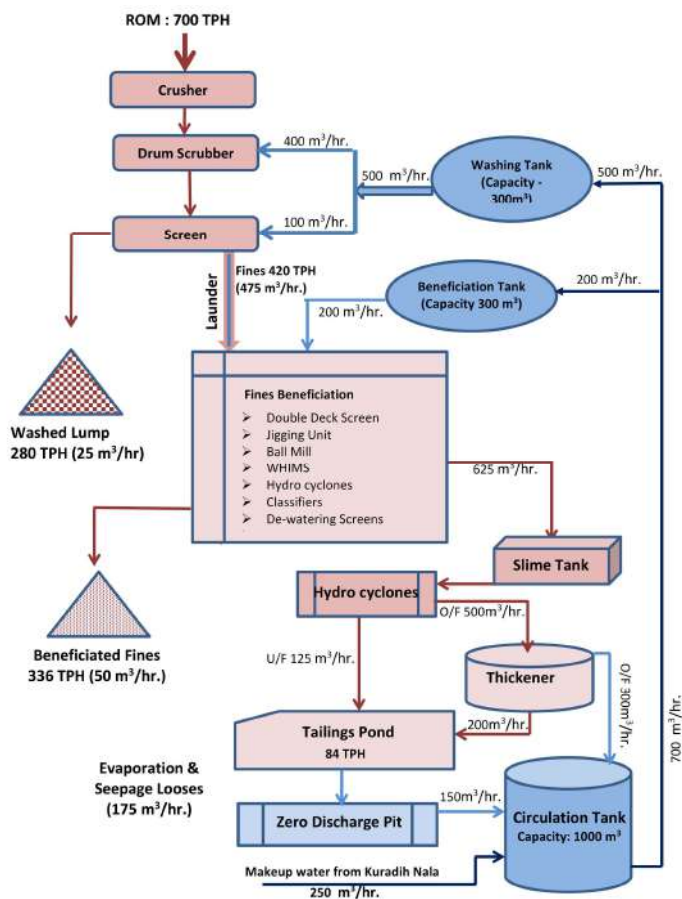 ROM : 700 TPH
Crusher
Drum Scrubber
400 m³/hr.
Washing Tank
(Capacity -
300m³)
500 m³/hr.
500 m³/hr.
100 m³/hr.
Screen
Fines 420 TPH
(475 m³/hr.)
Launder
Beneficiation Tank
(Capacity 300 m³)
200 m³/hr.
200 m³/hr.
Washed Lump
280 TPH (25 m³/hr)
Fines Beneficiation
➢ Double Deck Screen
➢ Jigging Unit
➢ Ball Mill
➢ WHIMS
➢ Hydro cyclones
➢ Classifiers
➢ De-watering Screens
625m³/hr.
Slime Tank
Hydro cyclones
O/F 500m³/hr.
Beneficiated Fines
336 TPH (50 m³/hr.)
U/F 125 m³/hr.
Thickener
O/F 300m³/hr.
700 m³/hr.
200m³/hr.
Tailings Pond
84 TPH
Evaporation &
Seepage Looses
(175 m³/hr.)
Zero Discharge Pit
150m³/hr.
Circulation Tank
Capacity: 1000 m³
Makeup water from Kuradih Nala
250 m³/hr.